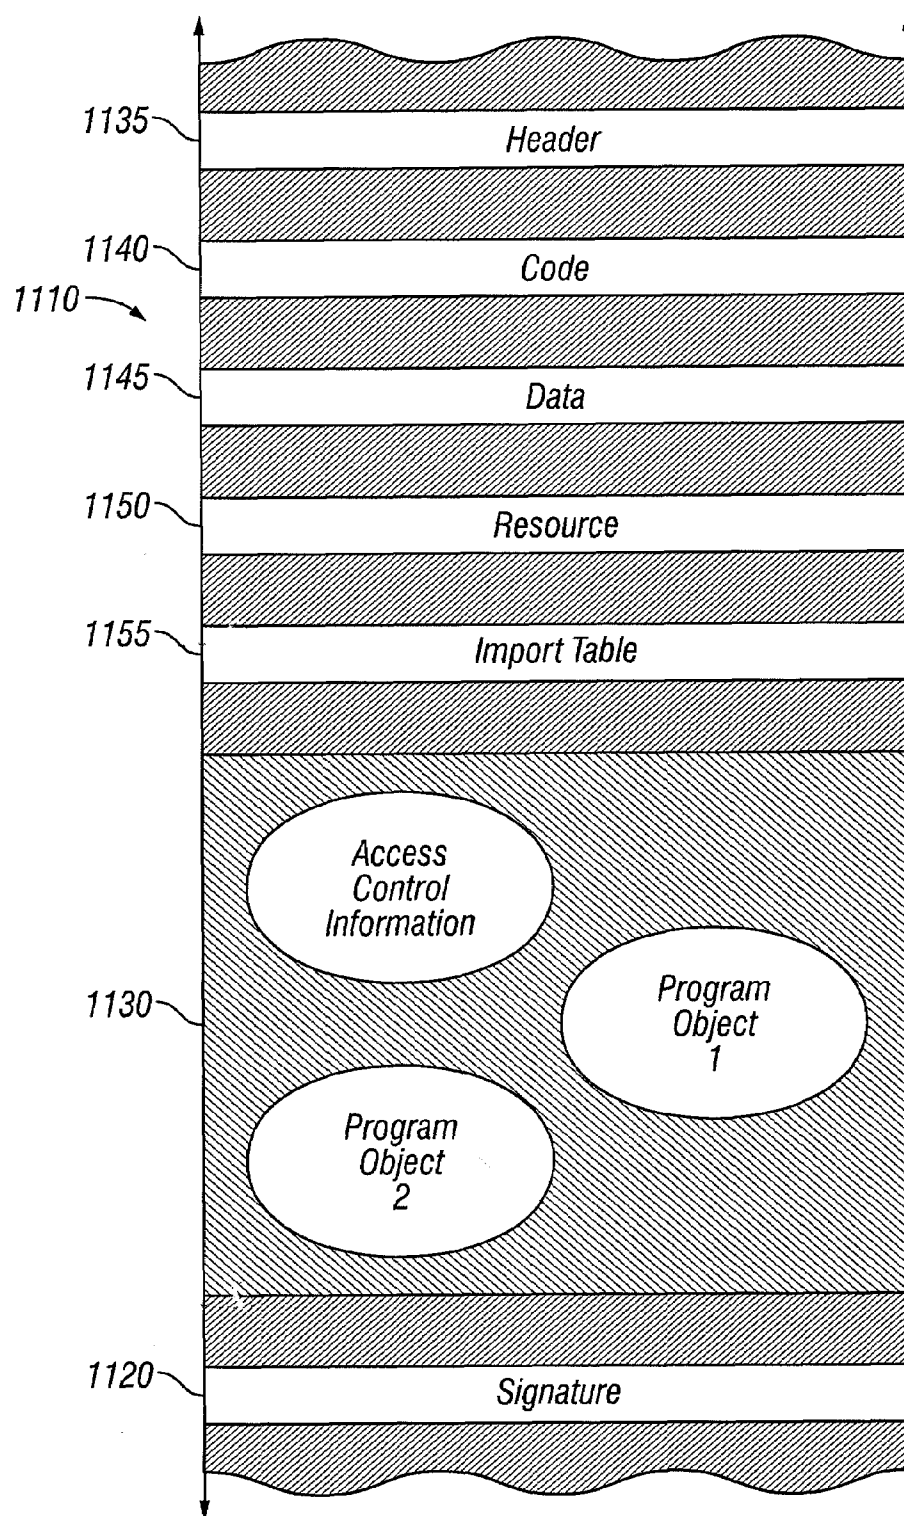 1135
Header
1140
Code
1110
1145
Data
1150
Resource
1155
Import Table
Access
Control
Information
1130
Program
Object
1
Program
Object
2
1120
Signature